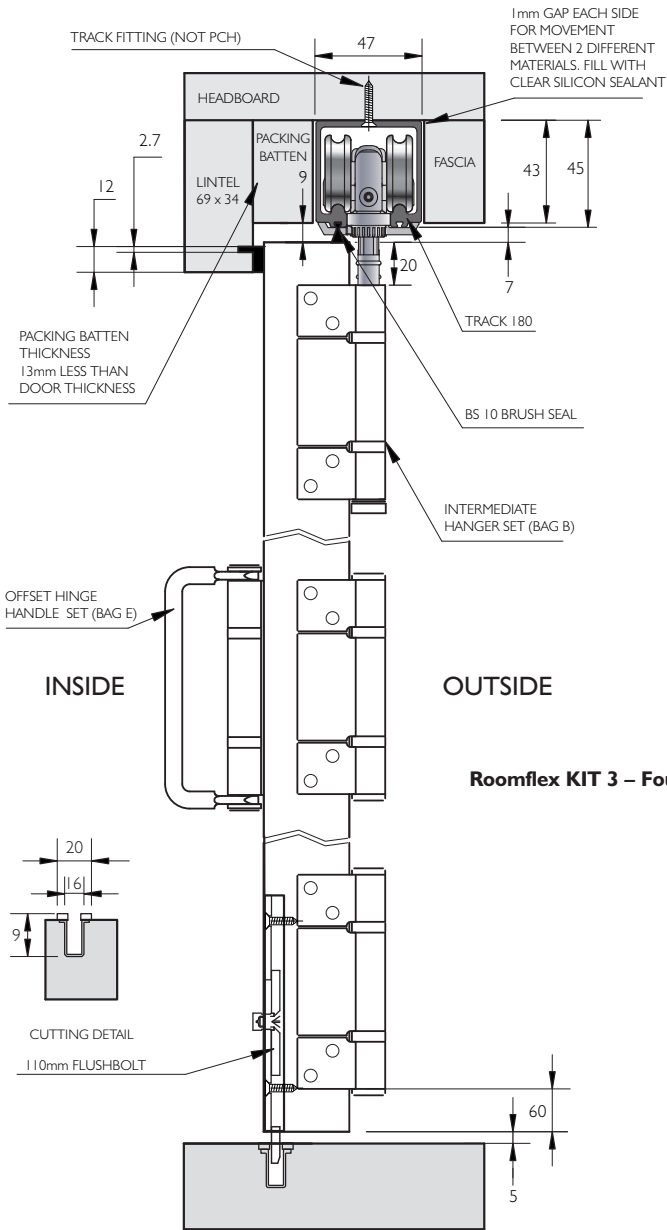 TRACK FITTING (NOT PCH)
47
1mm GAP EACH SIDE
FOR MOVEMENT
BETWEEN 2 DIFFERENT
MATERIALS. FILL WITH
CLEAR SILICON SEALANT
HEADBOARD
2.7
12
LINTEL
69 x 34
PACKING
BATTEN
9
FASCIA
43
45
20
7
TRACK 180
PACKING BATTEN
THICKNESS
13mm LESS THAN
DOOR THICKNESS
BS 10 BRUSH SEAL
INTERMEDIATE
HANGER SET (BAG B)
OFFSET HINGE
HANDLE SET (BAG E)
INSIDE
OUTSIDE
Roomflex KIT 3 – Fou
20
16
9
CUTTING DETAIL
110mm FLUSHBOLT
60
5